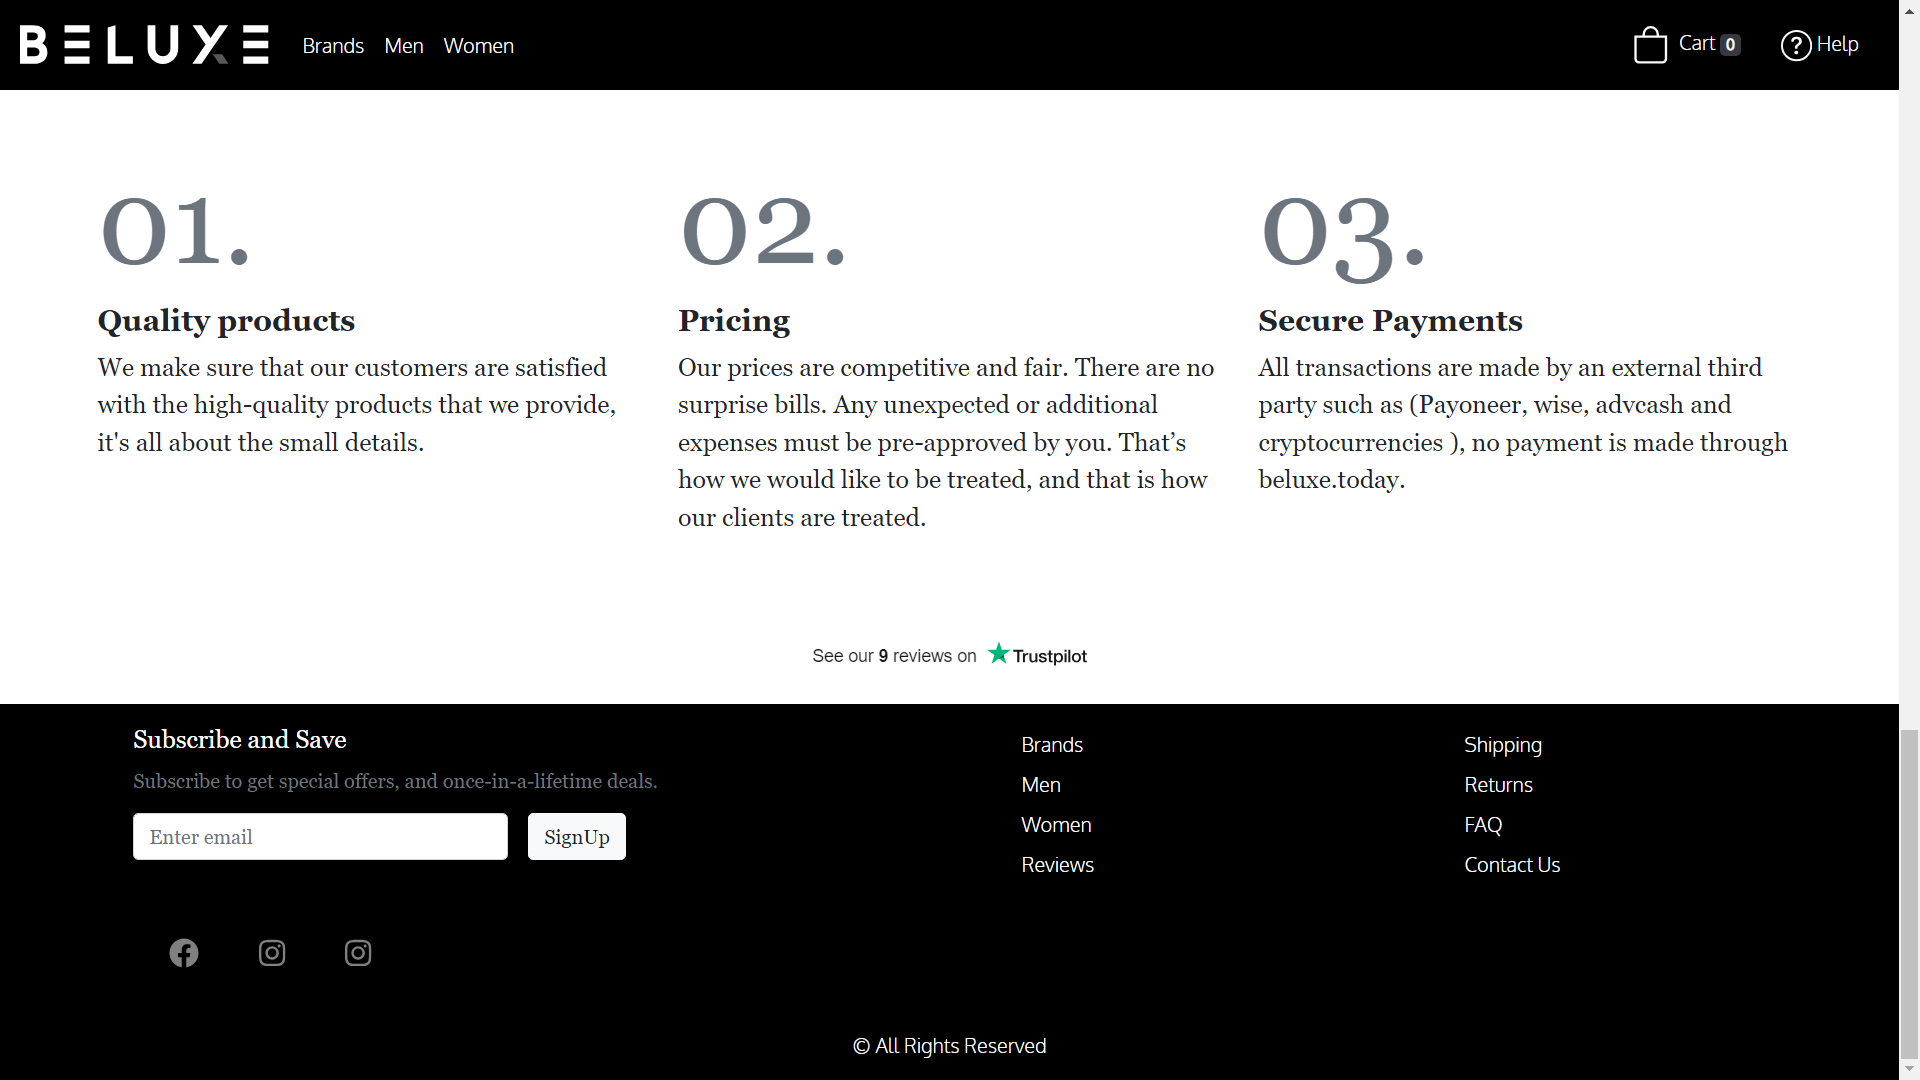 BELUXE Brands Men Women Cart 0 Help
01.
Quality products
We make sure that our customers are satisfied
with the high-quality products that we provide,
it's all about the small details.
02.
Pricing
Our prices are competitive and fair. There are no
surprise bills. Any unexpected or additional
expenses must be pre-approved by you. That’s
how we would like to be treated, and that is how
our clients are treated.
03.
Secure Payments
All transactions are made by an external third
party such as (Payoneer, wise, advcash and
cryptocurrencies ), no payment is made through
beluxe.today.
See our 9 reviews on Trustpilot
Subscribe and Save
Subscribe to get special offers, and once-in-a-lifetime deals.
Enter email SignUp
Brands
Men
Women
Reviews
Shipping
Returns
FAQ
Contact Us
© All Rights Reserved